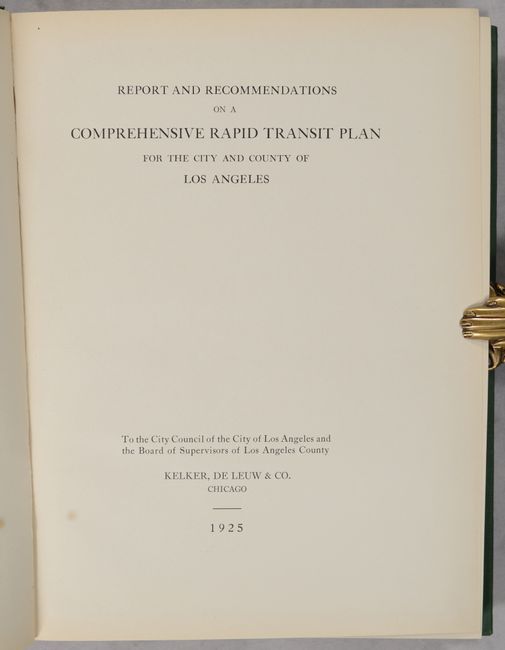 REPORT AND RECOMMENDATIONS
ON A
COMPREHENSIVE RAPID TRANSIT PLAN
FOR THE CITY AND COUNTY OF
LOS ANGELES
To the City Council of the City of Los Angeles and
the Board of Supervisors of Los Angeles County
KELKER, DE LEUW & CO.
CHICAGO
1925